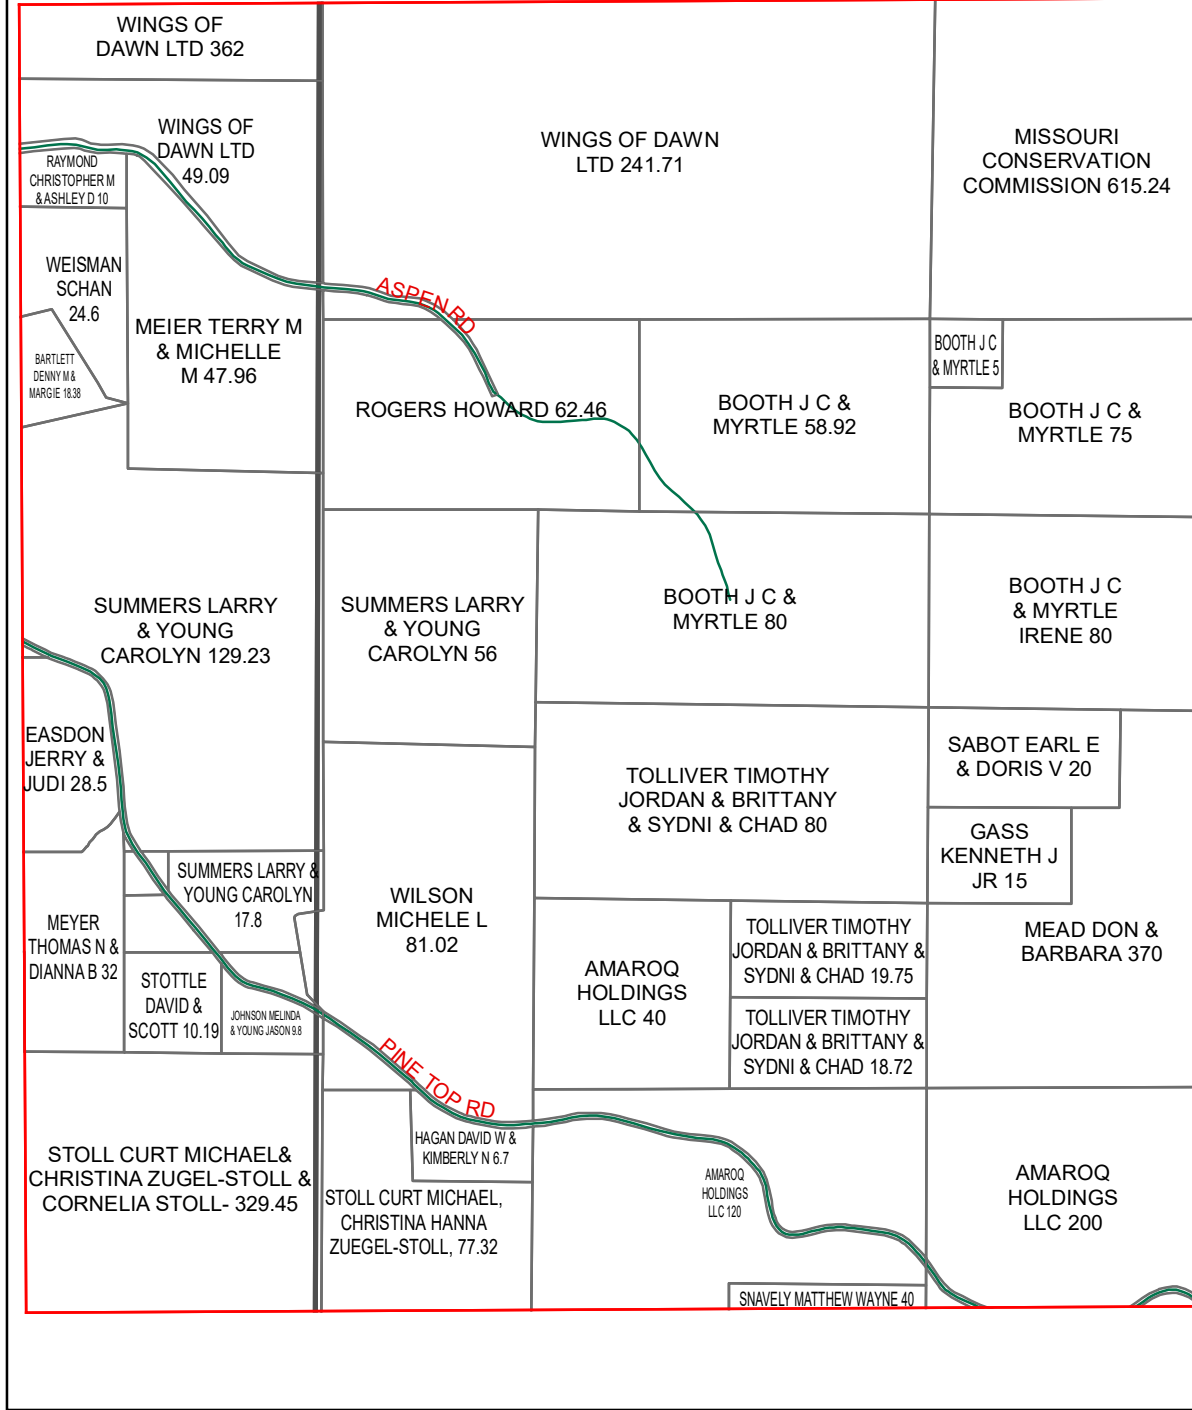 WINGS OF
DAWN LTD 362
WINGS OF
DAWN LTD
49.09
WINGS OF DAWN
LTD 241.71
MISSOURI
CONSERVATION
COMMISSION 615.24
RAYMOND
CHRISTOPHER M
& ASHLEY D 10
WEISMAN
SCHAN
24.6
BARTLETT
DENNY M &
MARGIE 18.38
MEIER TERRY M
& MICHELLE
M 47.96
ASPEN RD
ROGERS HOWARD 62.46
BOOTH J C &
MYRTLE 58.92
BOOTH J C
& MYRTLE 5
BOOTH J C &
MYRTLE 75
SUMMERS LARRY
& YOUNG
CAROLYN 129.23
SUMMERS LARRY
& YOUNG
CAROLYN 56
BOOTH J C &
MYRTLE 80
BOOTH J C
& MYRTLE
IRENE 80
EASDON
JERRY &
JUDI 28.5
TOLLIVER TIMOTHY
JORDAN & BRITTANY
& SYDNI & CHAD 80
SABOT EARL E
& DORIS V 20
GASS
KENNETH J
JR 15
SUMMERS LARRY &
YOUNG CAROLYN
17.8
WILSON
MICHELE L
81.02
MEYER
THOMAS N &
DIANNA B 32
STOTTLE
DAVID &
SCOTT 10.19
JOHNSON MELINDA
& YOUNG JASON 9.8
AMAROQ
HOLDINGS
LLC 40
TOLLIVER TIMOTHY
JORDAN & BRITTANY &
SYDNI & CHAD 19.75
TOLLIVER TIMOTHY
JORDAN & BRITTANY &
SYDNI & CHAD 18.72
MEAD DON &
BARBARA 370
PINE TOP RD
STOLL CURT MICHAEL&
CHRISTINA ZUGEL-STOLL &
CORNELIA STOLL- 329.45
HAGAN DAVID W &
KIMBERLY N 6.7
STOLL CURT MICHAEL,
CHRISTINA HANNA
ZUEGEL-STOLL, 77.32
AMAROQ
HOLDINGS
LLC 120
AMAROQ
HOLDINGS
LLC 200
SNAVELY MATTHEW WAYNE 40